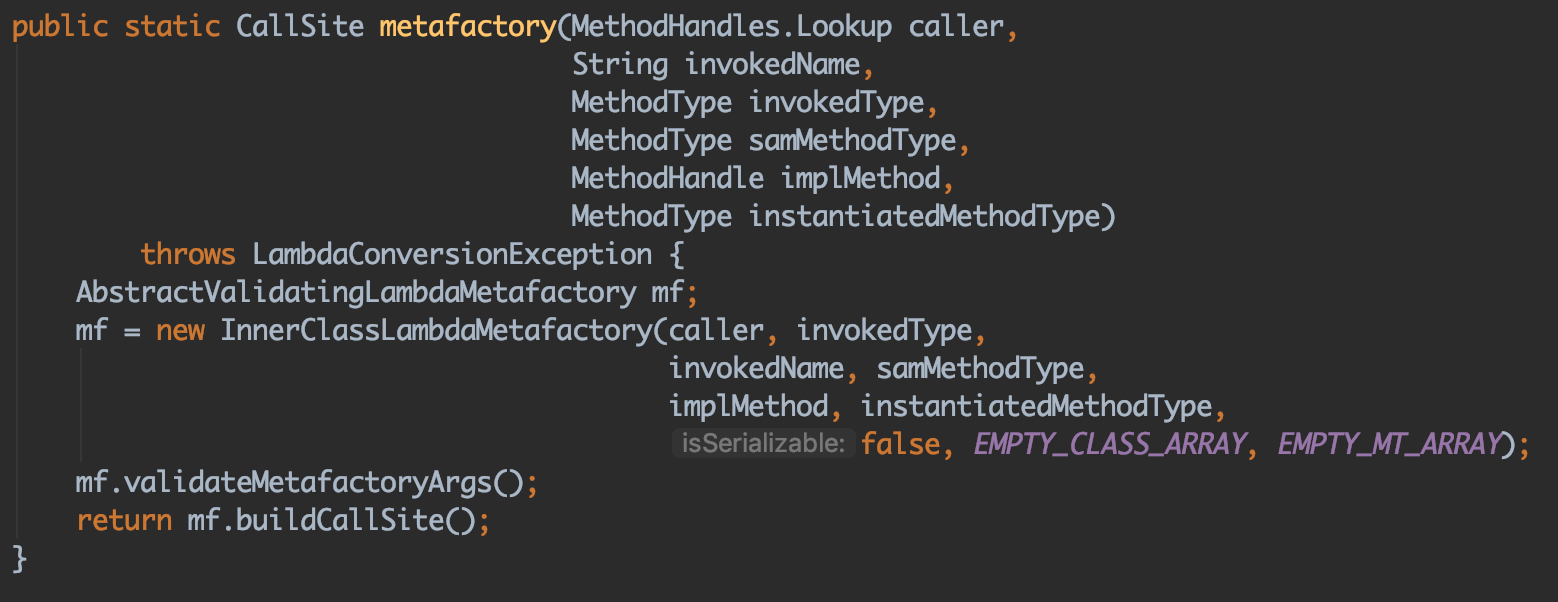 public static CallSite metafactory(MethodHandles.Lookup caller,
String invokedName,
MethodType invokedType,
MethodType samMethodType,
MethodHandle implMethod,
MethodType instantiatedMethodType)
throws LambdaConversionException {
AbstractValidatingLambdaMetafactory mf;
mf = new InnerClassLambdaMetafactory(caller, invokedType,
invokedName, samMethodType,
implMethod, instantiatedMethodType,
isSerializable: false, EMPTY_CLASS_ARRAY, EMPTY_MT_ARRAY);
mf.validateMetafactoryArgs();
return mf.buildCallSite();
}